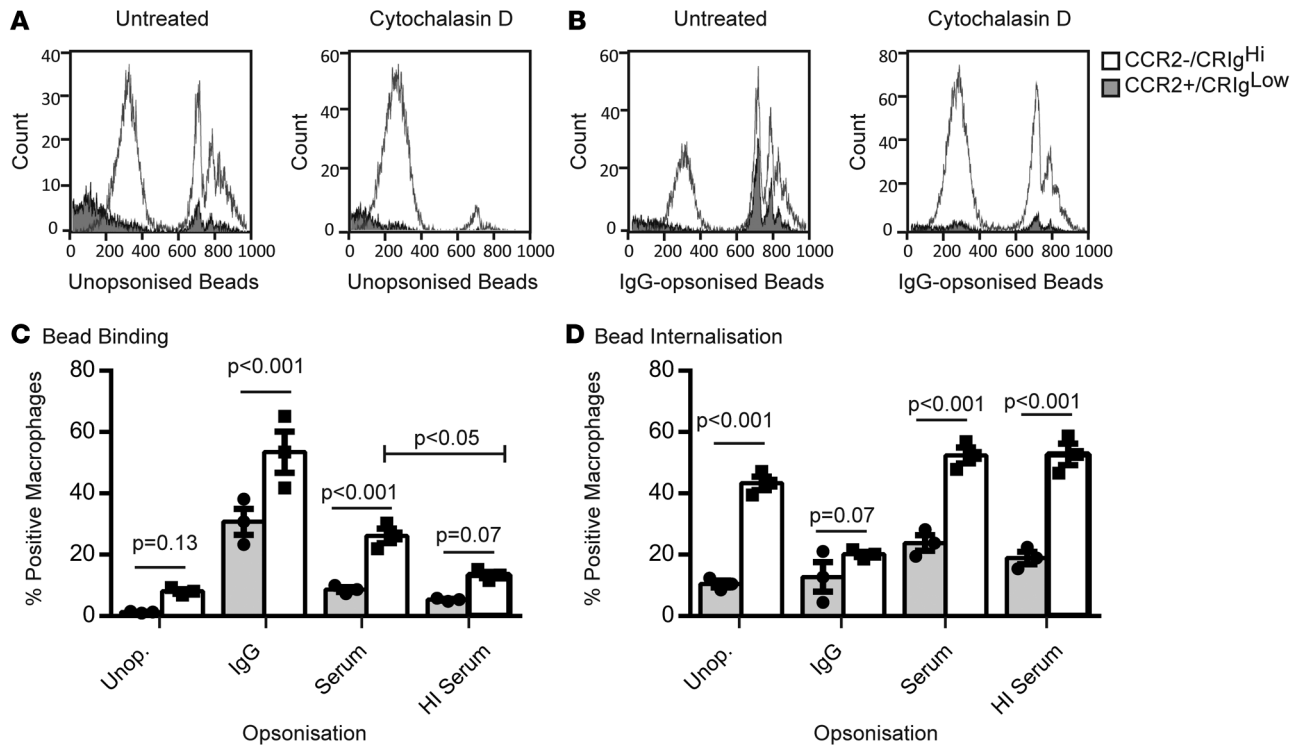 A
Untreated
Cytochalasin D
B
Untreated
Cytochalasin D
CCR2-/CRIgHi
CCR2+/CRIgLow
Count
40
30
20
10
0
0 200 400 600 800 1000
Unopsonised Beads
Count
60
40
20
0
0 200 400 600 800 1000
Unopsonised Beads
Count
60
40
20
0
0 200 400 600 800 1000
IgG-opsonised Beads
Count
80
60
40
20
0
0 200 400 600 800 1000
IgG-opsonised Beads
C Bead Binding
% Positive Macrophages
80
60
40
20
0
p=0.13
p<0.001
p<0.001
p<0.05
p=0.07
Unop.
IgG
Serum
HI Serum
Opsonisation
D Bead Internalisation
% Positive Macrophages
80
60
40
20
0
p<0.001
p=0.07
p<0.001
p<0.001
Unop.
IgG
Serum
HI Serum
Opsonisation